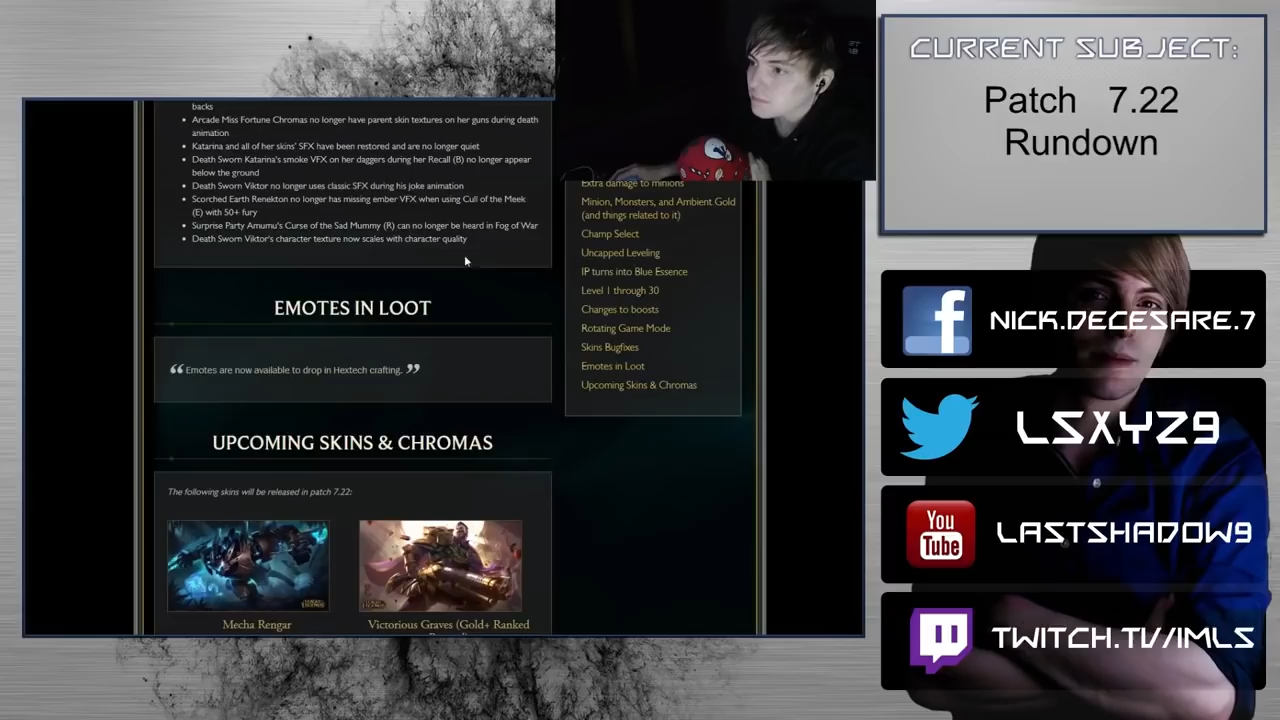 backs
Arcade Miss Fortune Chromas no longer have parent skin textures on her guns during death
animation
Katarina and all of her skins' SFX have been restored and are no longer quiet
Death Sworn Katarina's smoke VFX on her daggers during her Recall (B) no longer appear
below the ground
Death Sworn Viktor no longer uses classic SFX during his joke animation
Scorched Earth Renekton no longer has missing ember VFX when using Cull of the Meek
(E) with 50+ fury
Surprise Party Amumu's Curse of the Sad Mummy (R) can no longer be heard in Fog of War
Death Sworn Viktor's character texture now scales with character quality
EMOTES IN LOOT
“ Emotes are now available to drop in Hextech crafting. ”
UPCOMING SKINS & CHROMAS
The following skins will be released in patch 7.22:
Mecha Rengar
Victorious Graves (Gold+ Ranked
Extra damage to minions
Minion, Monsters, and Ambient Gold
(and things related to it)
Champ Select
Uncapped Leveling
IP turns into Blue Essence
Level 1 through 30
Changes to boosts
Rotating Game Mode
Skins Bugfixes
Emotes in Loot
Upcoming Skins & Chromas
CURRENT SUBJECT:
Patch 7.22
Rundown
f
NICK.DECESARE.7
LSXYZ9
You
Tube
LASTSHADOW9
TWITCH.TV/IMLS